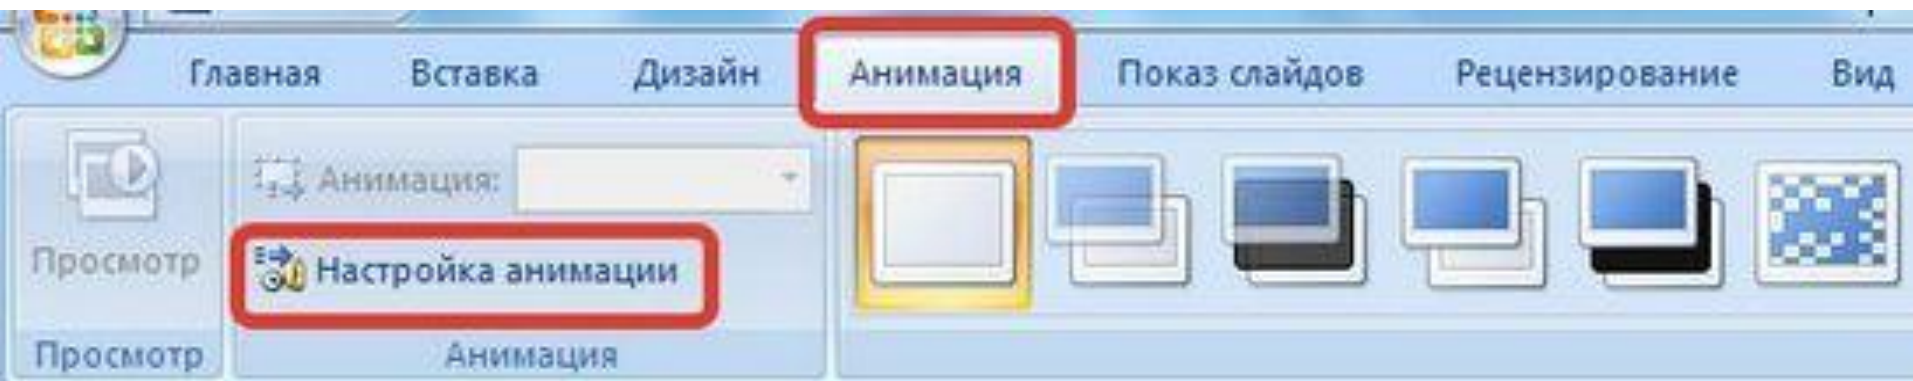 Главная Вставка Дизайн Анимация Показ слайдов Рецензирование Вид
Анимация:
Просмотр
Настройка анимации
Просмотр Анимация